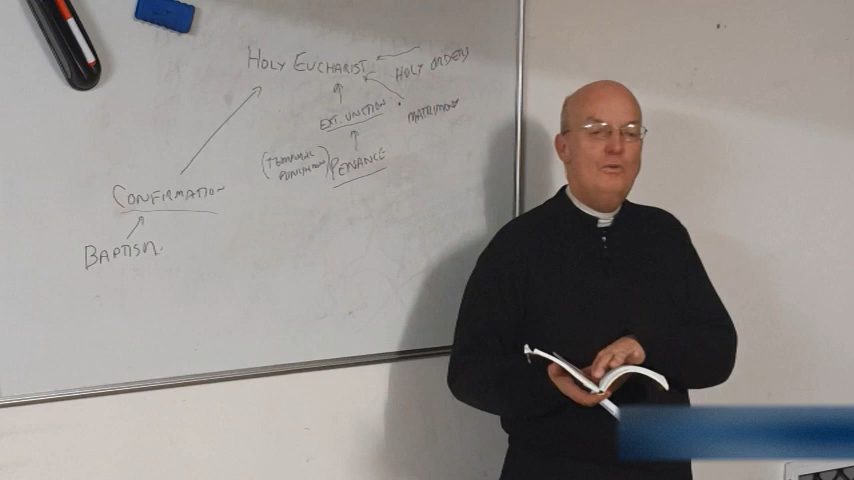 HOLY EUCHARIST
HOLY ORDERS
EXT. UNCTION
MATRIMONY
(TEMPORAL
PUNISHMENT)
PENANCE
CONFIRMATION
BAPTISM.